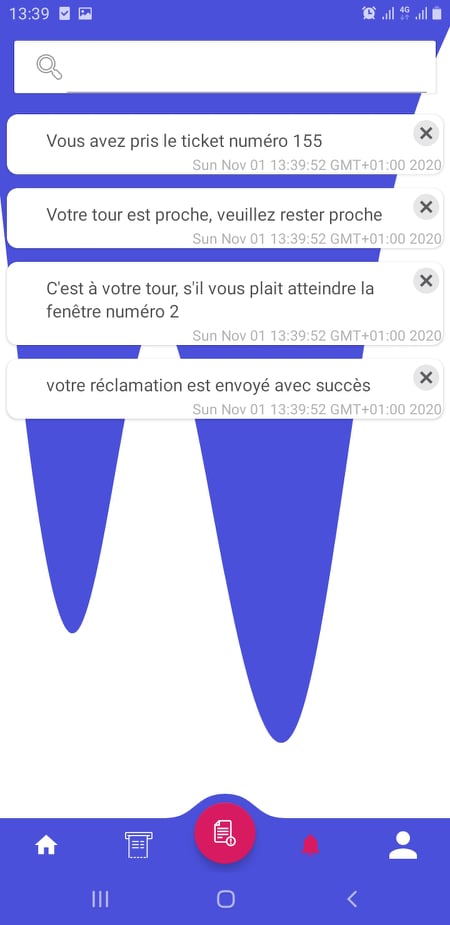 13:39
4G
Vous avez pris le ticket numéro 155
Sun Nov 01 13:39:52 GMT+01:00 2020
Votre tour est proche, veuillez rester proche
Sun Nov 01 13:39:52 GMT+01:00 2020
C'est à votre tour, s'il vous plait atteindre la
fenêtre numéro 2
Sun Nov 01 13:39:52 GMT+01:00 2020
votre réclamation est envoyé avec succès
Sun Nov 01 13:39:52 GMT+01:00 2020